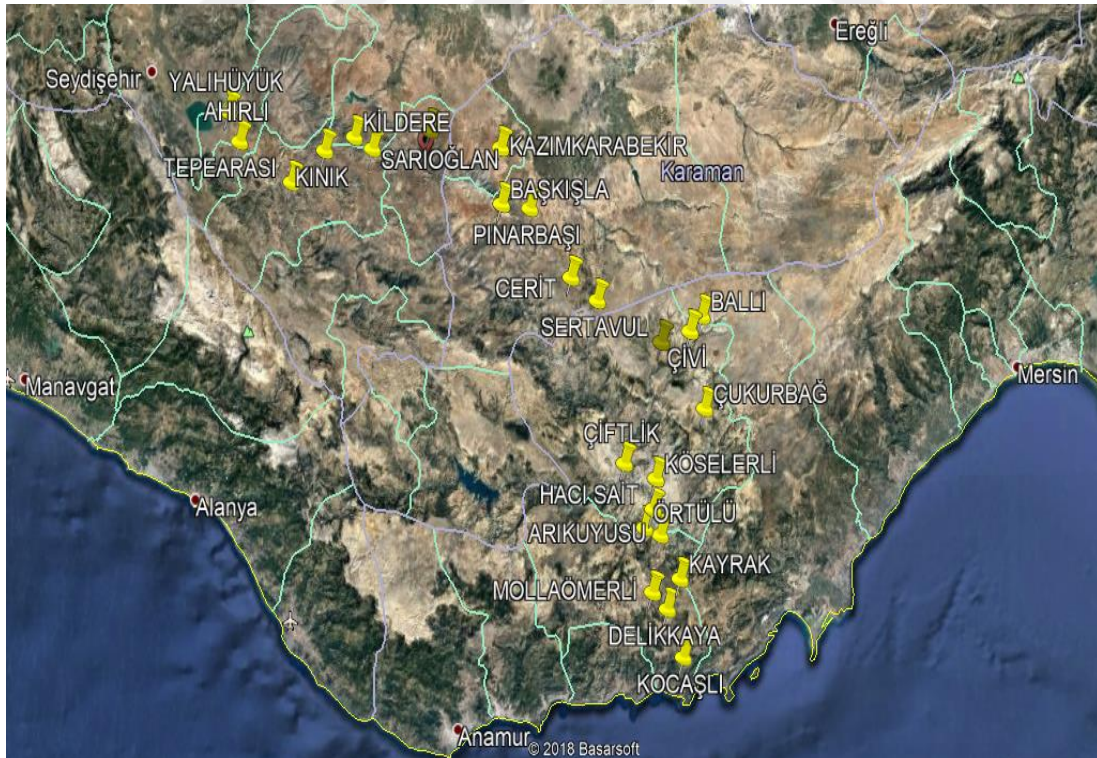 Ereğli
Seydişehir
YALIHÜYÜK
AHIRLI
KİLDERE
KAZIMKARABEKİR
SARIOĞLAN
TEPEARASI
KINIK
Karaman
BAŞKIŞLA
PINARBAŞI
CERİT
BALLI
SERTAVUL
ÇİVİ
Mersin
Manavgat
ÇUKURBAĞ
ÇİFTLİK
KÖSELERLİ
HACI SAİT
Alanya
ÖRTÜLÜ
ARIKUYUSU
KAYRAK
MOLLAÖMERLİ
DELİKKAYA
KOCAŞLI
Anamur
© 2018 Basarsoft